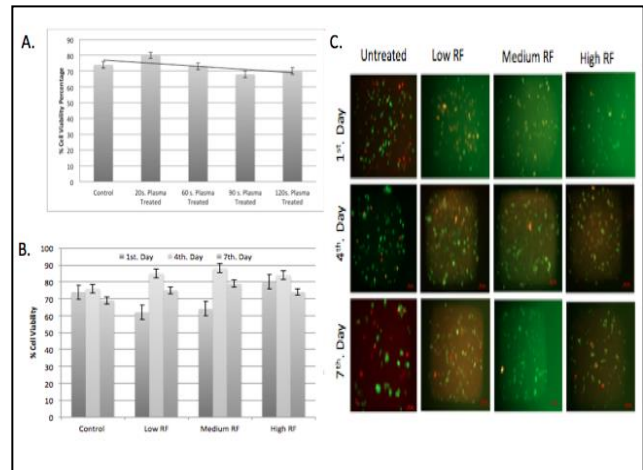 A.
% Cell Viability Percentage
90
80
70
60
50
40
30
20
10
0
Control
20s. Plasma Treated
60 s. Plasma Treated
90 s. Plasma Treated
120s. Plasma Treated
B.
1st. Day 4th. Day 7th. Day
% Cell Viability
100
90
80
70
60
50
40
30
20
10
0
Control Low RF Medium RF High RF
C.
Untreated Low RF Medium RF High RF
1st. Day
4th. Day
7th. Day